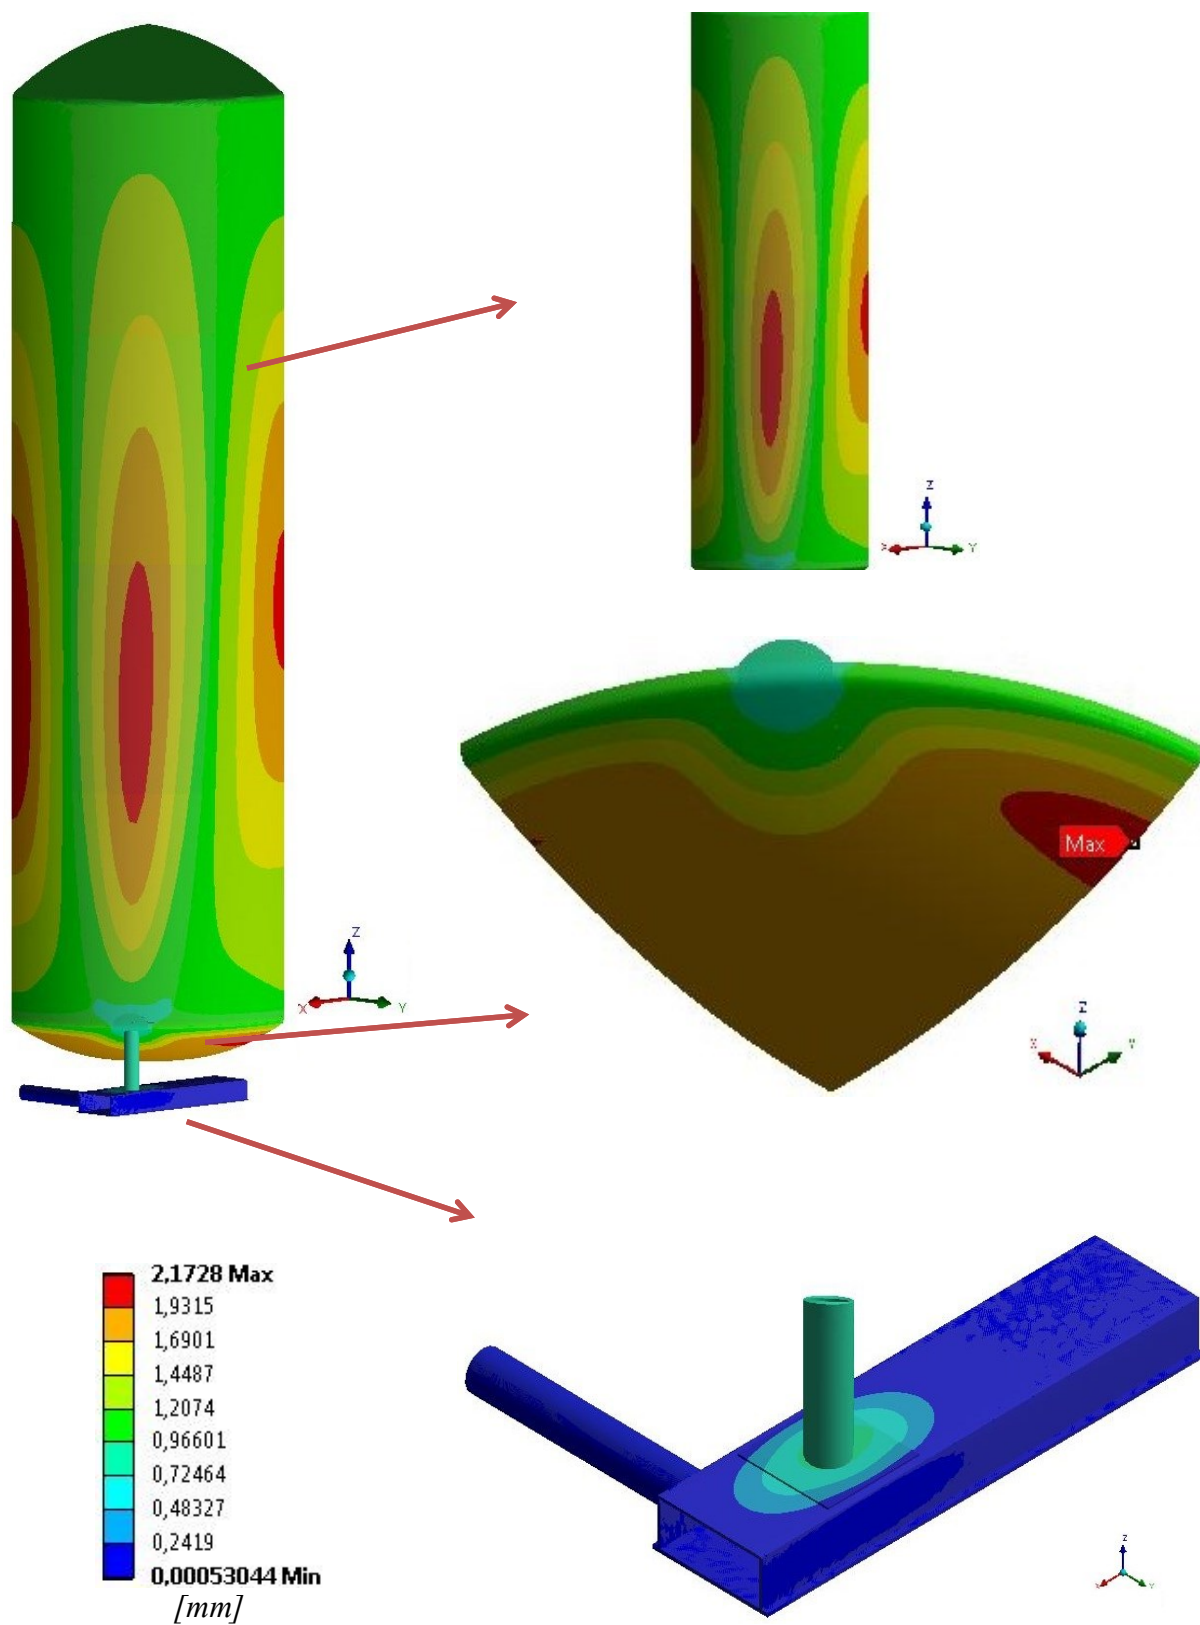 Z
X
Y
Z
X
Y
Max
Z
X
Y
2,1728 Max
1,9315
1,6901
1,4487
1,2074
0,96601
0,72464
0,48327
0,2419
0,00053044 Min
[mm]
Z
X
Y